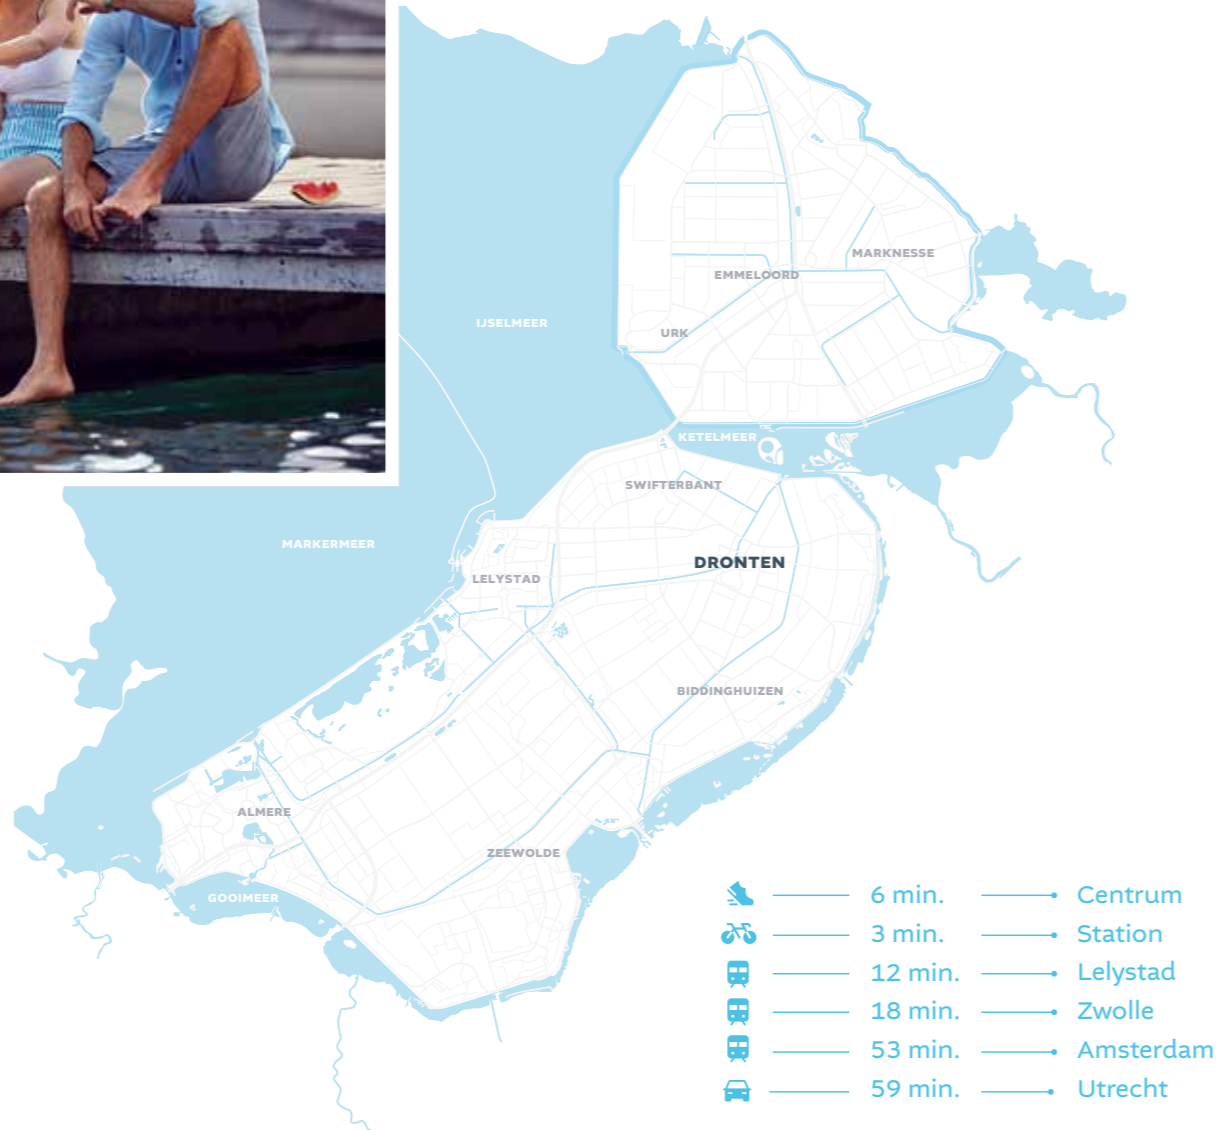 MARKNESSE
EMMELOORD
IJSELMEER
URK
KETELMEER
SWIFTERBANT
MARKERMEER
DRONTEN
LELYSTAD
BIDDINGHUIZEN
ALMERE
ZEEWOLDE
GOOIMEER
6 min. Centrum
3 min. Station
12 min. Lelystad
18 min. Zwolle
53 min. Amsterdam
59 min. Utrecht